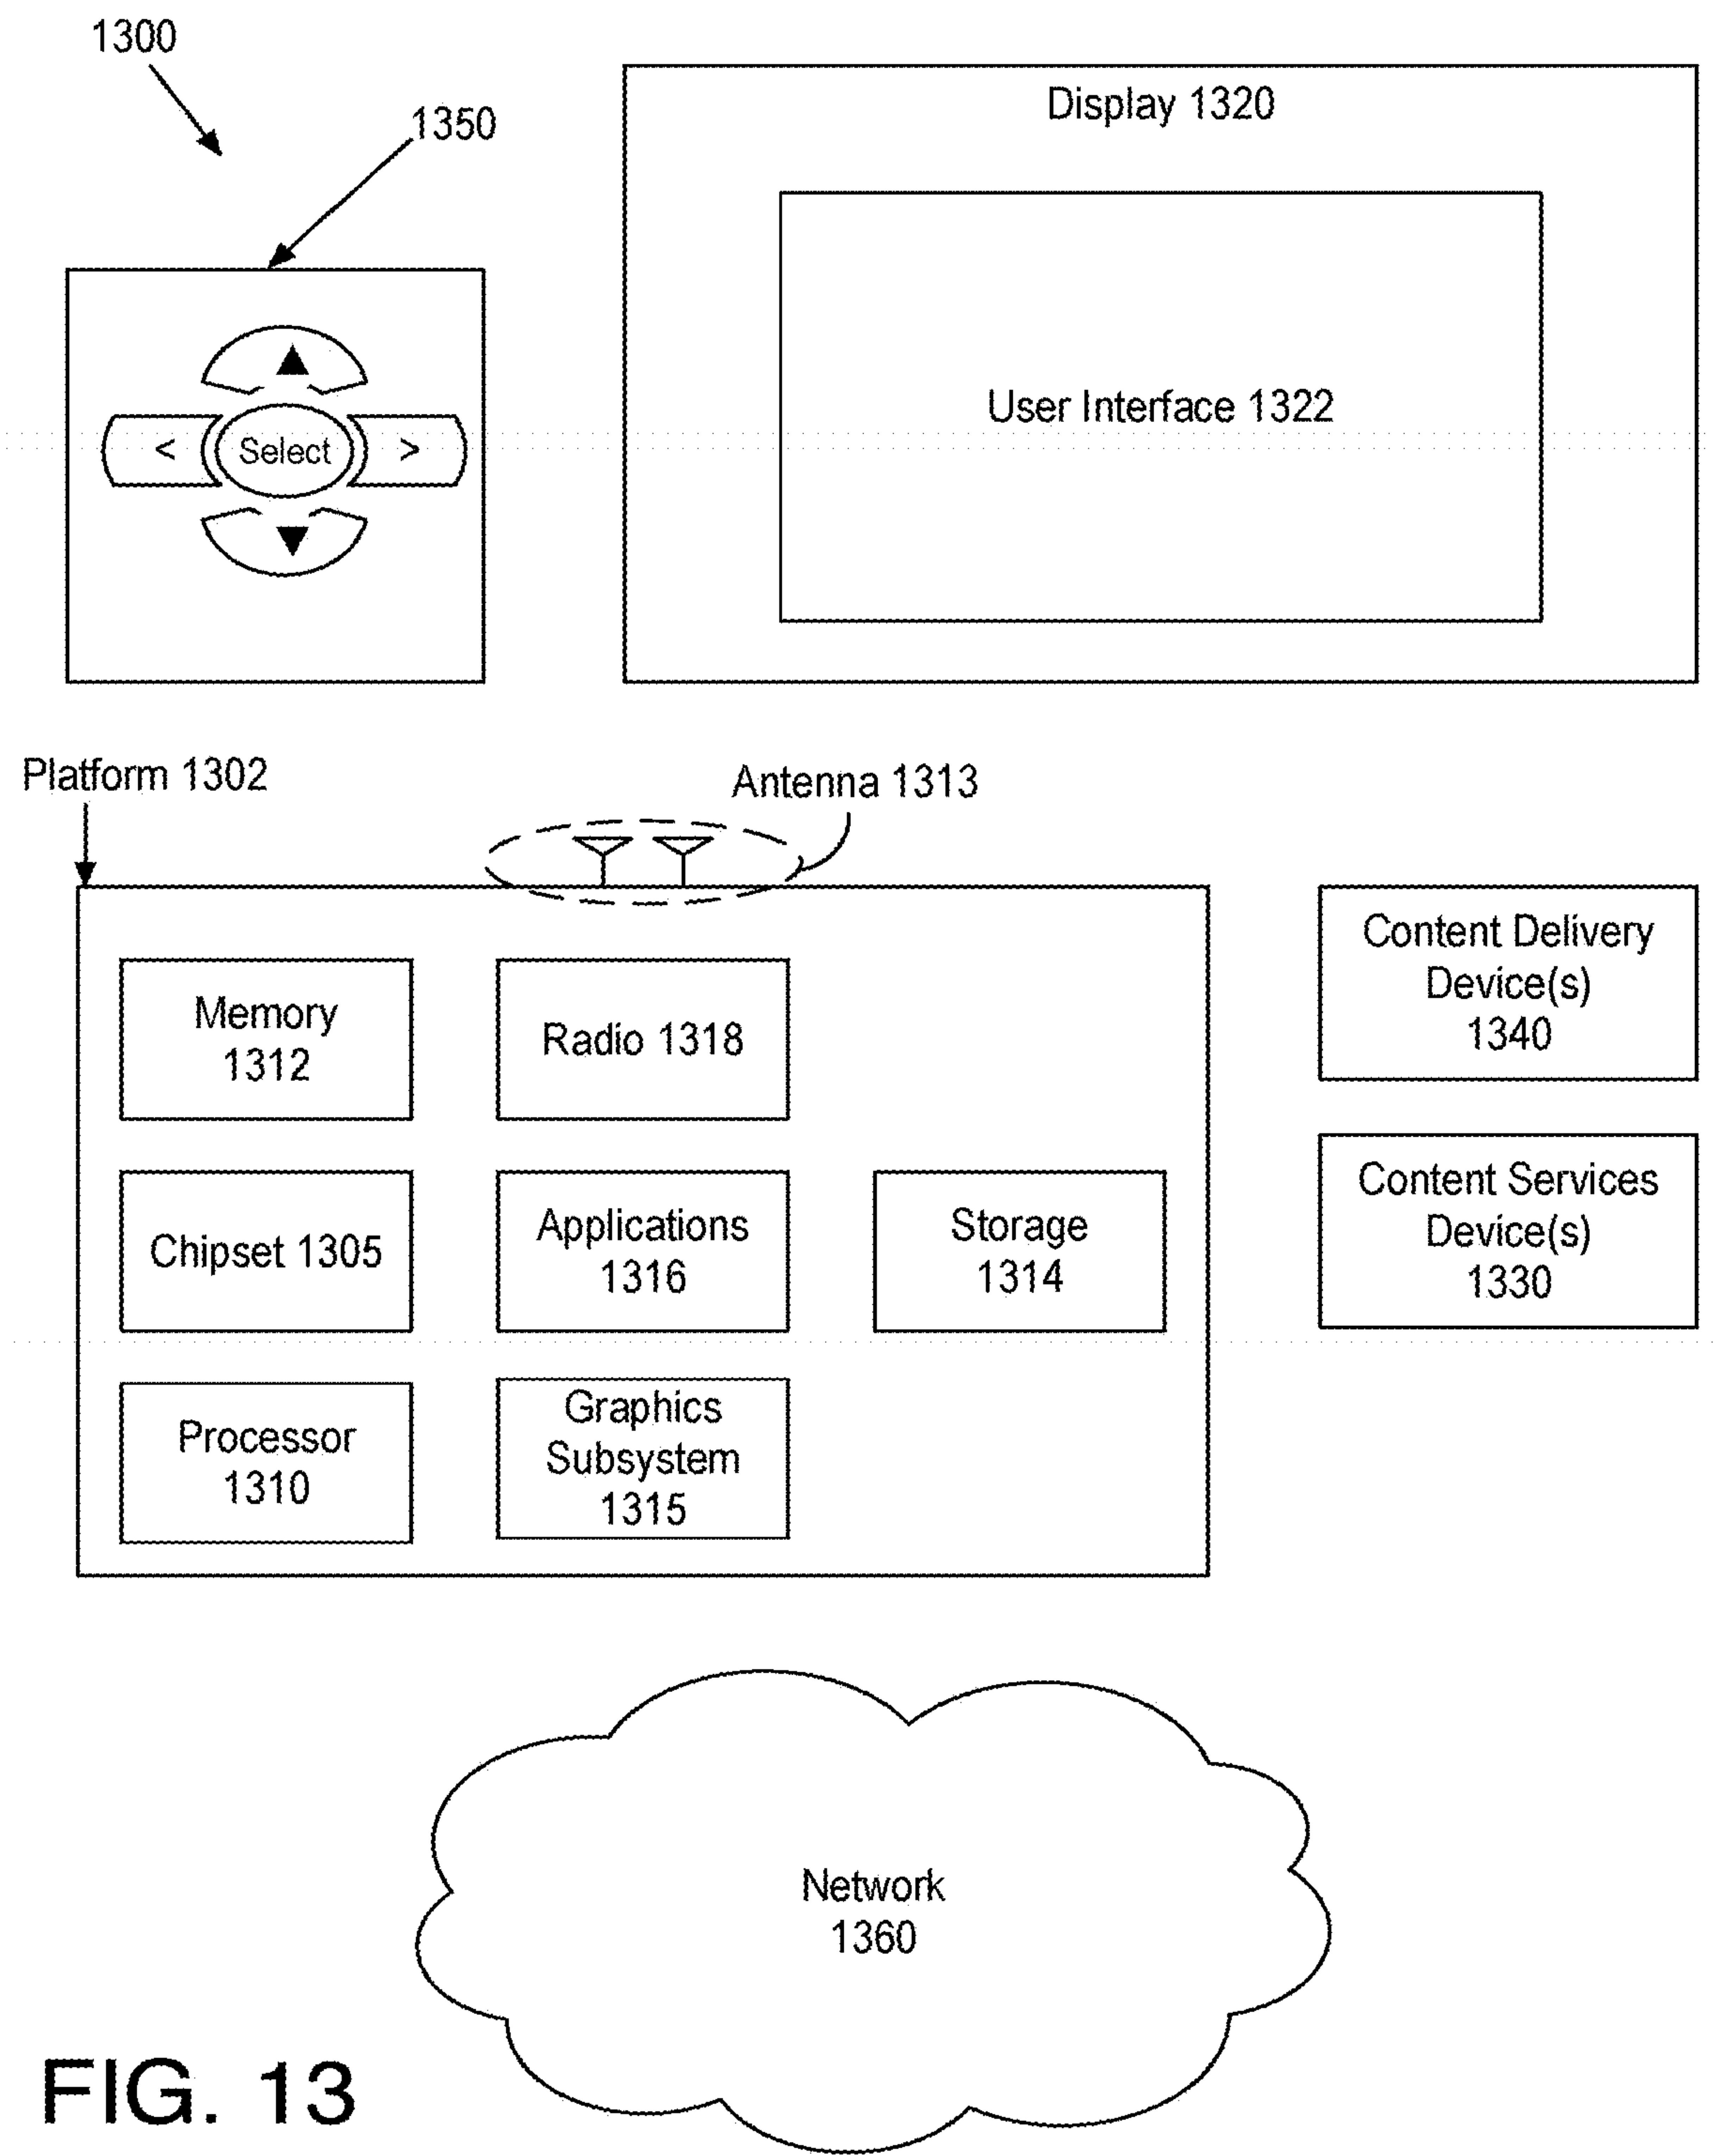 1300
1350
Display 1320
User Interface 1322
<
Select
>
Platform 1302
Antenna 1313
Memory
1312
Radio 1318
Chipset 1305
Applications
1316
Storage
1314
Processor
1310
Graphics
Subsystem
1315
Content Delivery
Device(s)
1340
Content Services
Device(s)
1330
Network
1360
FIG. 13